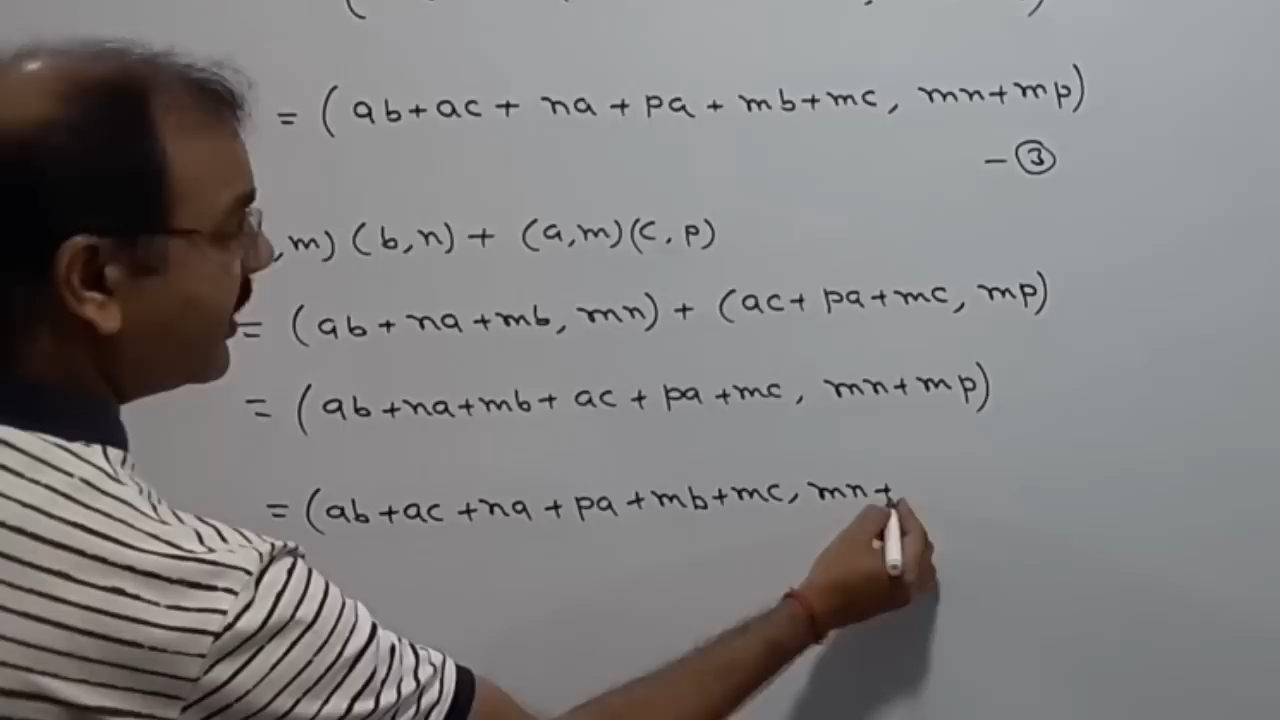 = (ab+ac+ na+pa+mb+mc, mn+mp)
– ③
,m) (b,n) + (a,m)(c,p)
= (ab+na+mb, mn) + (ac+pa+mc, mp)
= (ab+na+mb+ ac + pa+mc, mn+mp)
= (ab+ac+na+pa+mb+mc, mn+